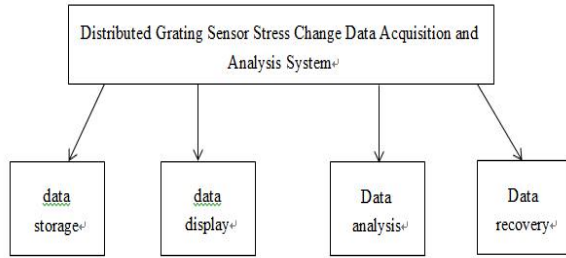 Distributed Grating Sensor Stress Change Data Acquisition and
Analysis System↵
data
storage↵
data
display↵
Data
analysis↵
Data
recovery↵